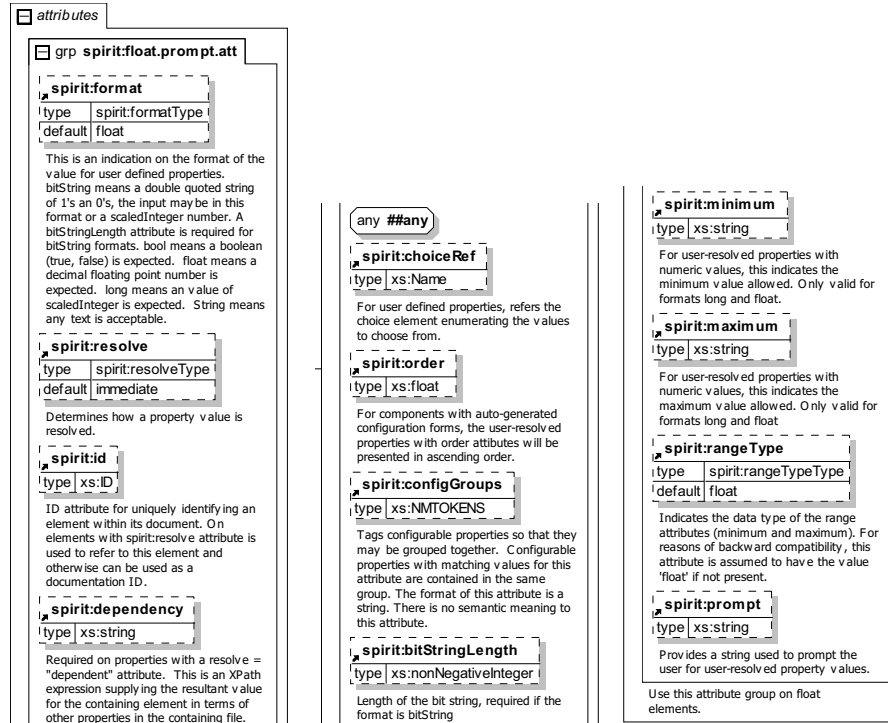 attributes
grp spirit:float.prompt.att
spirit:format
type spirit:formatType
default float
This is an indication on the format of the
value for user defined properties.
bitString means a double quoted string
of 1's an 0's, the input may be in this
format or a scaledInteger number. A
bitStringLength attribute is required for
bitString formats. bool means a boolean
(true, false) is expected. float means a
decimal floating point number is
expected. long means an value of
scaledInteger is expected. String means
any text is acceptable.
spirit:resolve
type spirit:resolveType
default immediate
Determines how a property value is
resolved.
spirit:id
type xs:ID
ID attribute for uniquely identifying an
element within its document. On
elements with spirit:resolve attribute is
used to refer to this element and
otherwise can be used as a
documentation ID.
spirit:dependency
type xs:string
Required on properties with a resolve =
"dependent" attribute. This is an XPath
expression supplying the resultant value
for the containing element in terms of
other properties in the containing file.
any ##any
spirit:choiceRef
type xs:Name
For user defined properties, refers the
choice element enumerating the values
to choose from.
spirit:order
type xs:float
For components with auto-generated
configuration forms, the user-resolved
properties with order attibutes will be
presented in ascending order.
spirit:configGroups
type xs:NMTOKENS
Tags configurable properties so that they
may be grouped together. Configurable
properties with matching values for this
attribute are contained in the same
group. The format of this attribute is a
string. There is no semantic meaning to
this attribute.
spirit:bitStringLength
type xs:nonNegativeInteger
Length of the bit string, required if the
format is bitString
spirit:minimum
type xs:string
For user-resolved properties with
numeric values, this indicates the
minimum value allowed. Only valid for
formats long and float.
spirit:maximum
type xs:string
For user-resolved properties with
numeric values, this indicates the
maximum value allowed. Only valid for
formats long and float
spirit:rangeType
type spirit:rangeTypeType
default float
Indicates the data type of the range
attributes (minimum and maximum). For
reasons of backward compatibility, this
attribute is assumed to have the value
'float' if not present.
spirit:prompt
type xs:string
Provides a string used to prompt the
user for user-resolved property values.
Use this attribute group on float
elements.